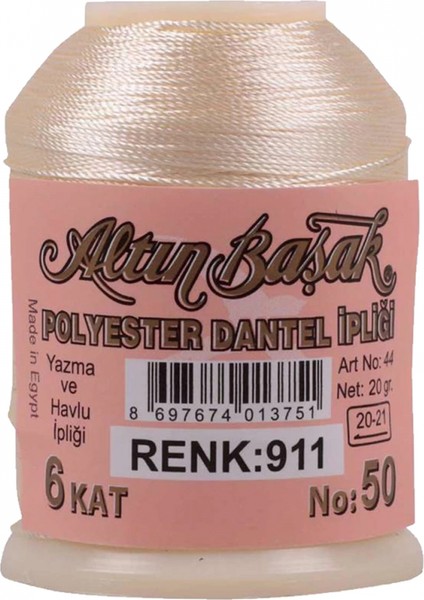 Altın Başak®
POLYESTER DANTEL İPLİĞİ
Made in Egypt
Yazma
ve
Havlu
İpliği
8 697674 013751
Art No: 44
Net: 20 gr.
20-21
RENK:911
6 KAT
No: 50